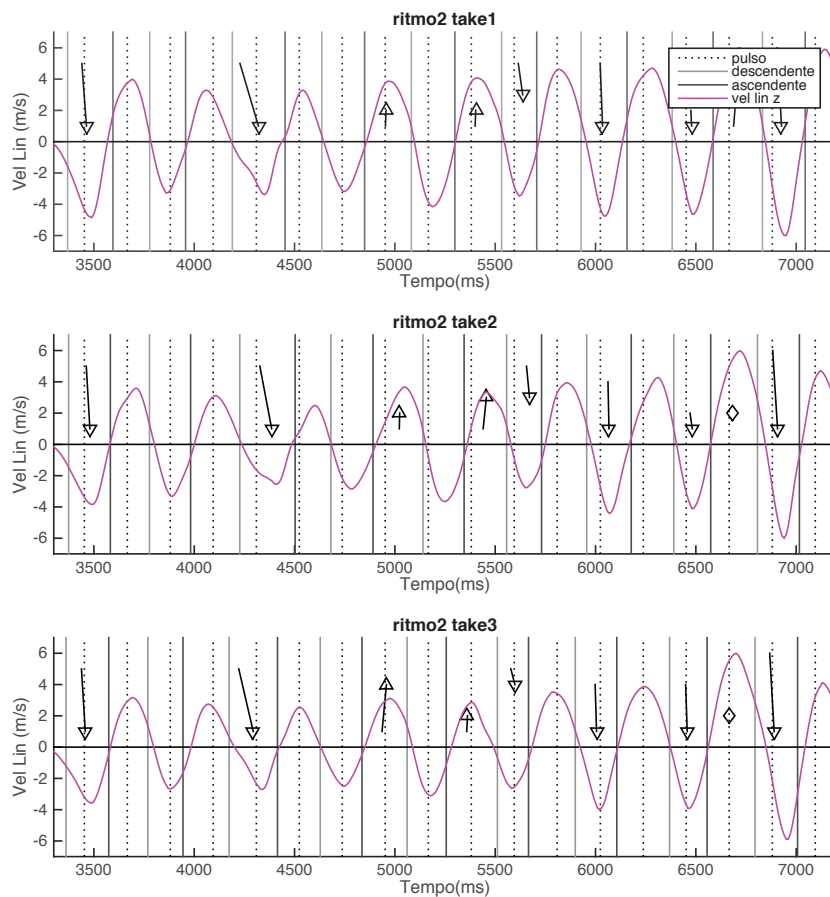 ritmo2 take1
6
4
2
0
-2
-4
-6
Vel Lin (m/s)
pulso
descendente
ascendente
vel lin z
3500 4000 4500 5000 5500 6000 6500 7000
Tempo(ms)
ritmo2 take2
6
4
2
0
-2
-4
-6
Vel Lin (m/s)
3500 4000 4500 5000 5500 6000 6500 7000
Tempo(ms)
ritmo2 take3
6
4
2
0
-2
-4
-6
Vel Lin (m/s)
3500 4000 4500 5000 5500 6000 6500 7000
Tempo(ms)